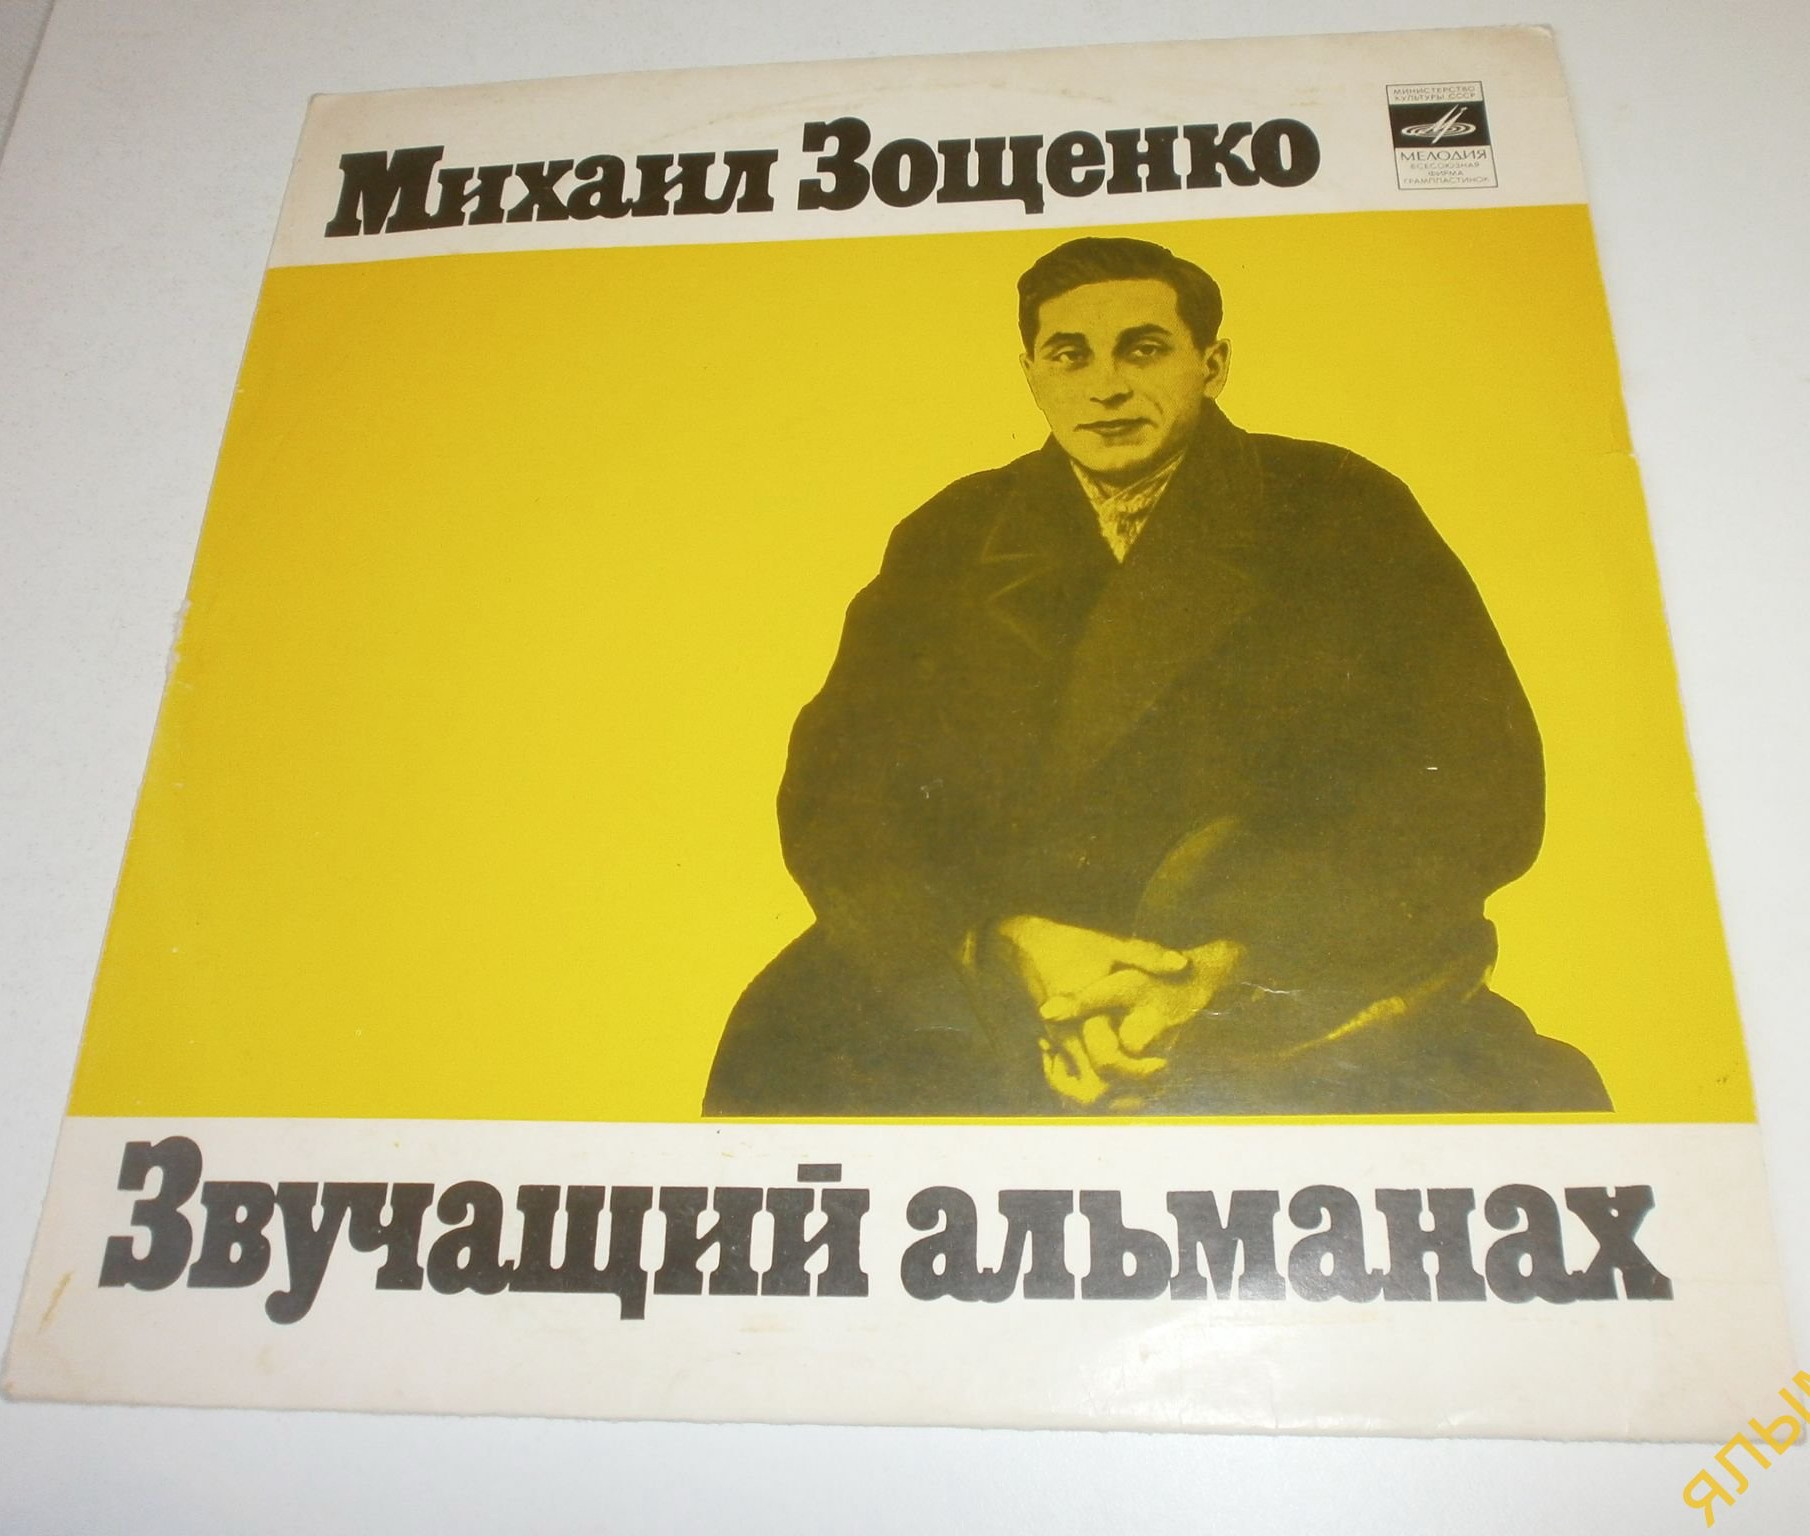 Михаил Зощенко
МИНИСТЕРСТВО
КУЛЬТУРЫ СССР
МЕЛОДИЯ
ВСЕСОЮЗНАЯ
ФИРМА
ГРАМПЛАСТИНОК
Звучащий альманах